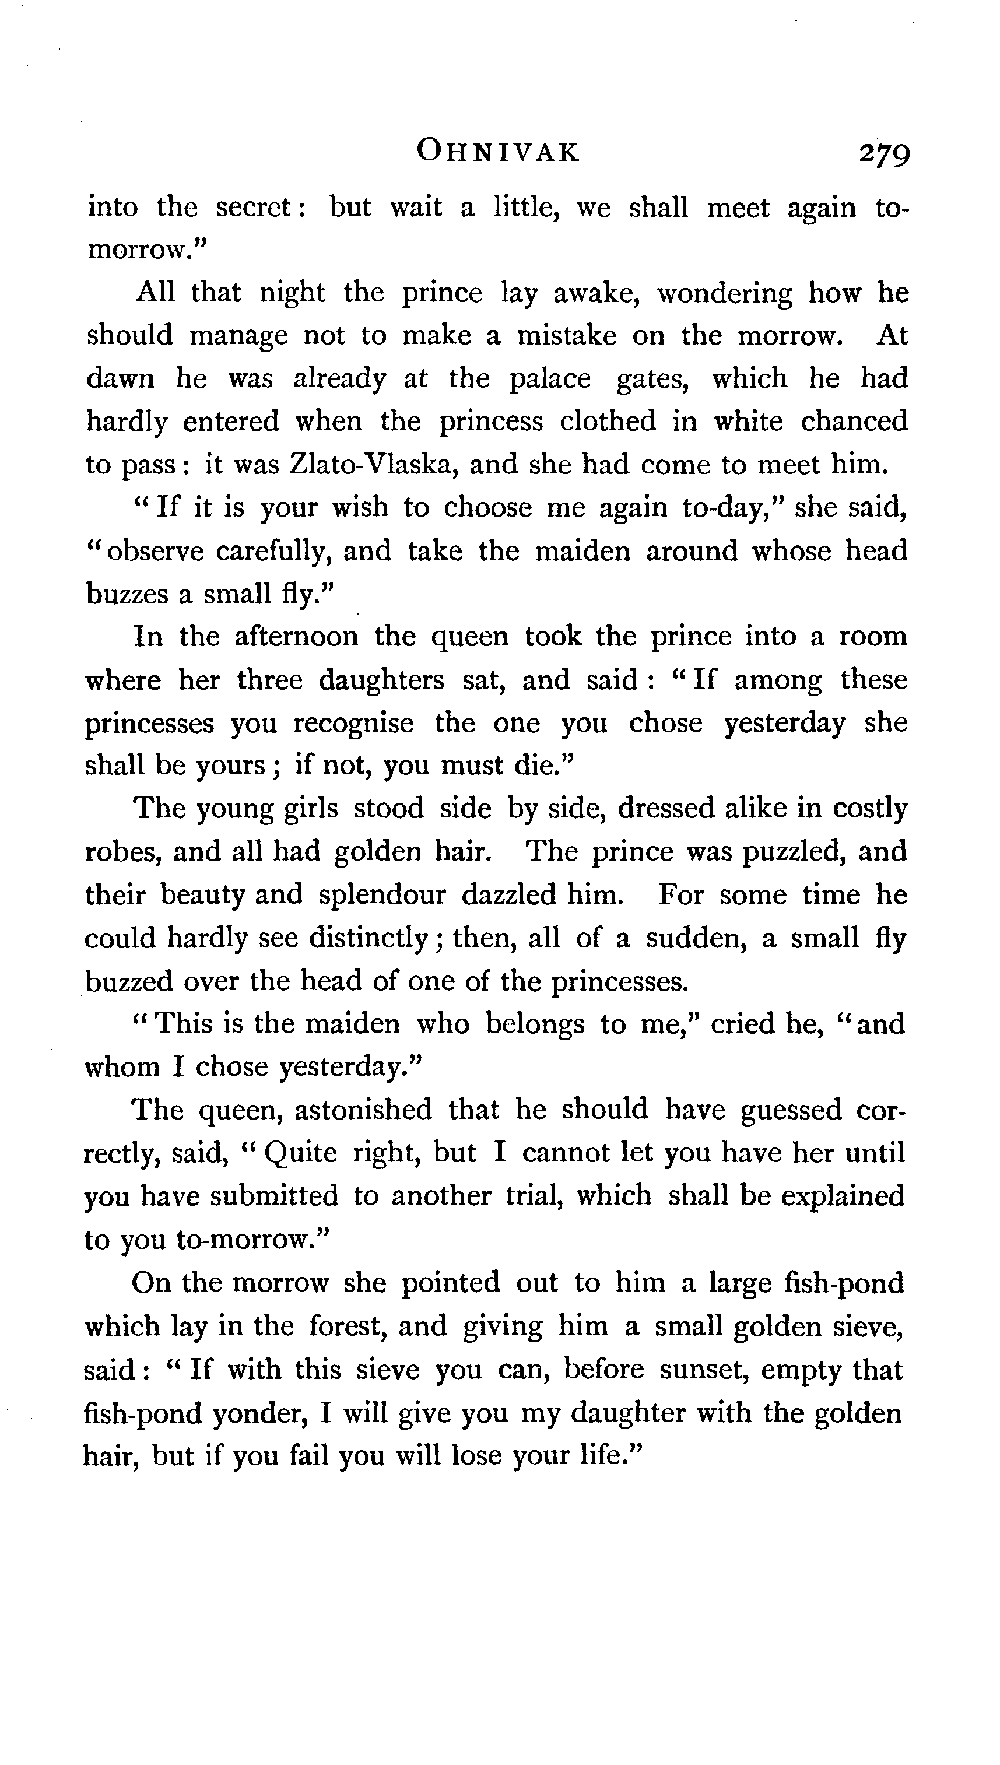 OHNIVAK 279
into the secret: but wait a little, we shall meet again to-
morrow."
All that night the prince lay awake, wondering how he
should manage not to make a mistake on the morrow. At
dawn he was already at the palace gates, which he had
hardly entered when the princess clothed in white chanced
to pass: it was Zlato-Vlaska, and she had come to meet him.
"If it is your wish to choose me again to-day," she said,
"observe carefully, and take the maiden around whose head
buzzes a small fly."
In the afternoon the queen took the prince into a room
where her three daughters sat, and said: "If among these
princesses you recognise the one you chose yesterday she
shall be yours; if not, you must die."
The young girls stood side by side, dressed alike in costly
robes, and all had golden hair. The prince was puzzled, and
their beauty and splendour dazzled him. For some time he
could hardly see distinctly; then, all of a sudden, a small fly
buzzed over the head of one of the princesses.
"This is the maiden who belongs to me," cried he, "and
whom I chose yesterday."
The queen, astonished that he should have guessed cor-
rectly, said, "Quite right, but I cannot let you have her until
you have submitted to another trial, which shall be explained
to you to-morrow."
On the morrow she pointed out to him a large fish-pond
which lay in the forest, and giving him a small golden sieve,
said: "If with this sieve you can, before sunset, empty that
fish-pond yonder, I will give you my daughter with the golden
hair, but if you fail you will lose your life."